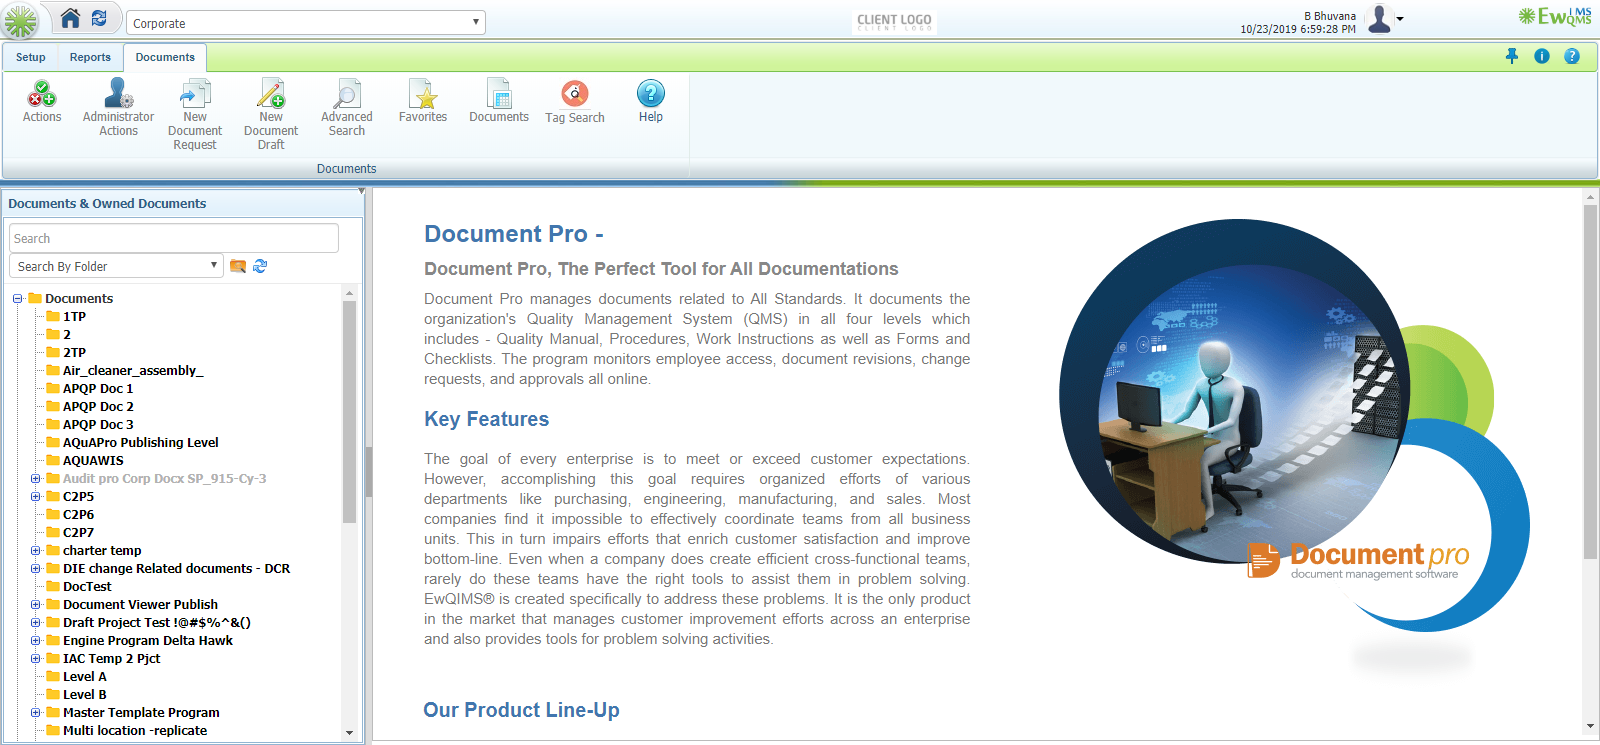 Corporate
CLIENT LOGO
CLIENT LOGO
B Bhuvana
10/23/2019 6:59:28 PM
EwQIMS
QMS
Setup
Reports
Documents
Actions
Administrator
Actions
New
Document
Request
New
Document
Draft
Advanced
Search
Favorites
Documents
Tag Search
Help
Documents
Documents & Owned Documents
Search
Search By Folder
Documents
1TP
2
2TP
Air_cleaner_assembly_
APQP Doc 1
APQP Doc 2
APQP Doc 3
AQuAPro Publishing Level
AQUAWIS
Audit pro Corp Docx SP_915-Cy-3
C2P5
C2P6
C2P7
charter temp
DIE change Related documents - DCR
DocTest
Document Viewer Publish
Draft Project Test !@#$%^&()
Engine Program Delta Hawk
IAC Temp 2 Pjct
Level A
Level B
Master Template Program
Multi location -replicate
Document Pro -
Document Pro, The Perfect Tool for All Documentations
Document Pro manages documents related to All Standards. It documents the
organization's Quality Management System (QMS) in all four levels which
includes - Quality Manual, Procedures, Work Instructions as well as Forms and
Checklists. The program monitors employee access, document revisions, change
requests, and approvals all online.
Key Features
The goal of every enterprise is to meet or exceed customer expectations.
However, accomplishing this goal requires organized efforts of various
departments like purchasing, engineering, manufacturing, and sales. Most
companies find it impossible to effectively coordinate teams from all business
units. This in turn impairs efforts that enrich customer satisfaction and improve
bottom-line. Even when a company does create efficient cross-functional teams,
rarely do these teams have the right tools to assist them in problem solving.
EwQIMS® is created specifically to address these problems. It is the only product
in the market that manages customer improvement efforts across an enterprise
and also provides tools for problem solving activities.
Our Product Line-Up
Document pro
document management software